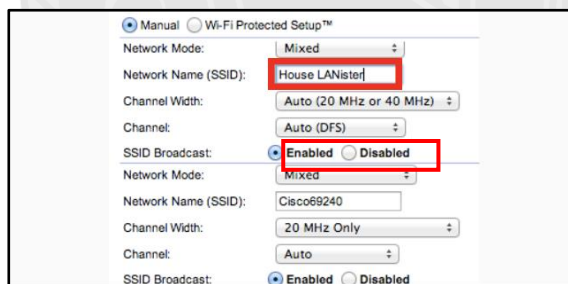 Manual Wi-Fi Protected Setup™
Network Mode: Mixed
Network Name (SSID): House LANister
Channel Width: Auto (20 MHz or 40 MHz)
Channel: Auto (DFS)
SSID Broadcast: Enabled Disabled
Network Mode: Mixed
Network Name (SSID): Cisco69240
Channel Width: 20 MHz Only
Channel: Auto
SSID Broadcast: Enabled Disabled